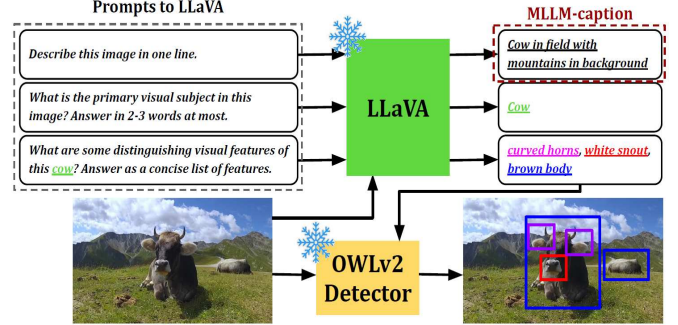 Prompts to LLaVA
MLLM-caption
Describe this image in one line.
Cow in field with
mountains in background
What is the primary visual subject in this
image? Answer in 2-3 words at most.
LLaVA
Cow
What are some distinguishing visual features of
this cow? Answer as a concise list of features.
curved horns, white snout,
brown body
OWLv2
Detector